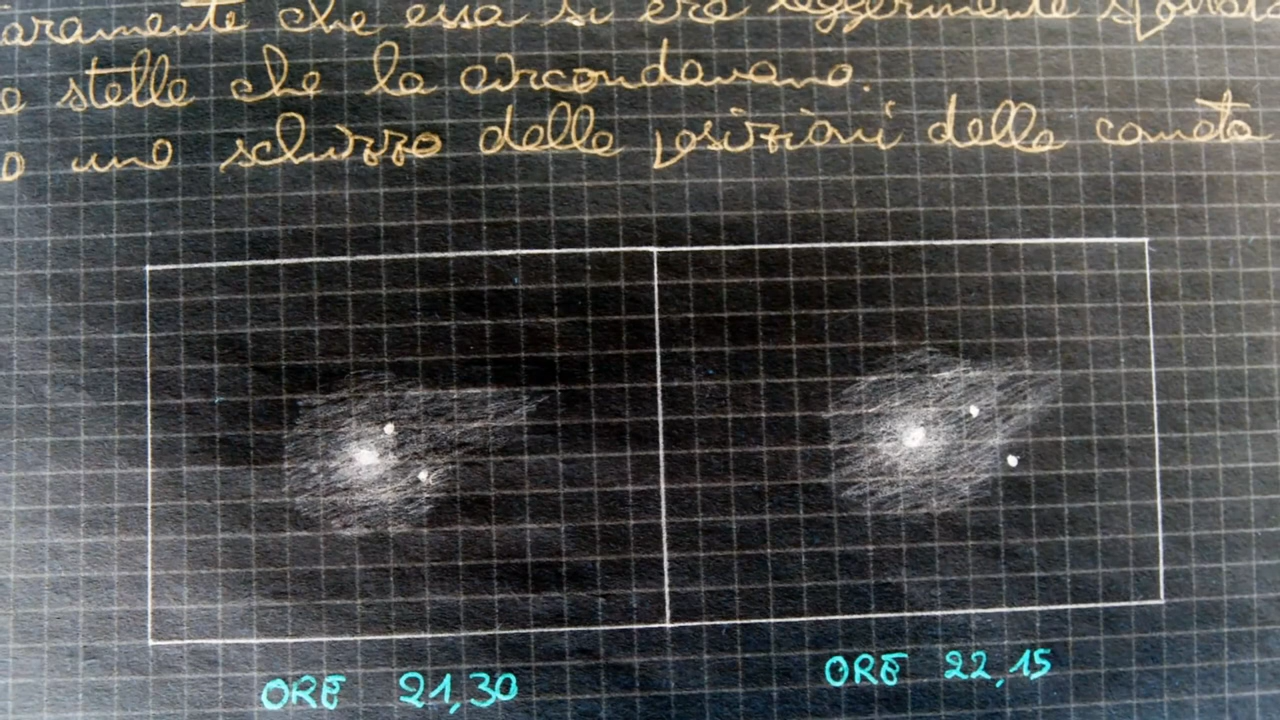 aramente che essa si era leggermente spostata
e stelle che la circondavano.
o uno schizzo delle posizioni della cometa
ORE 21,30
ORE 22,15